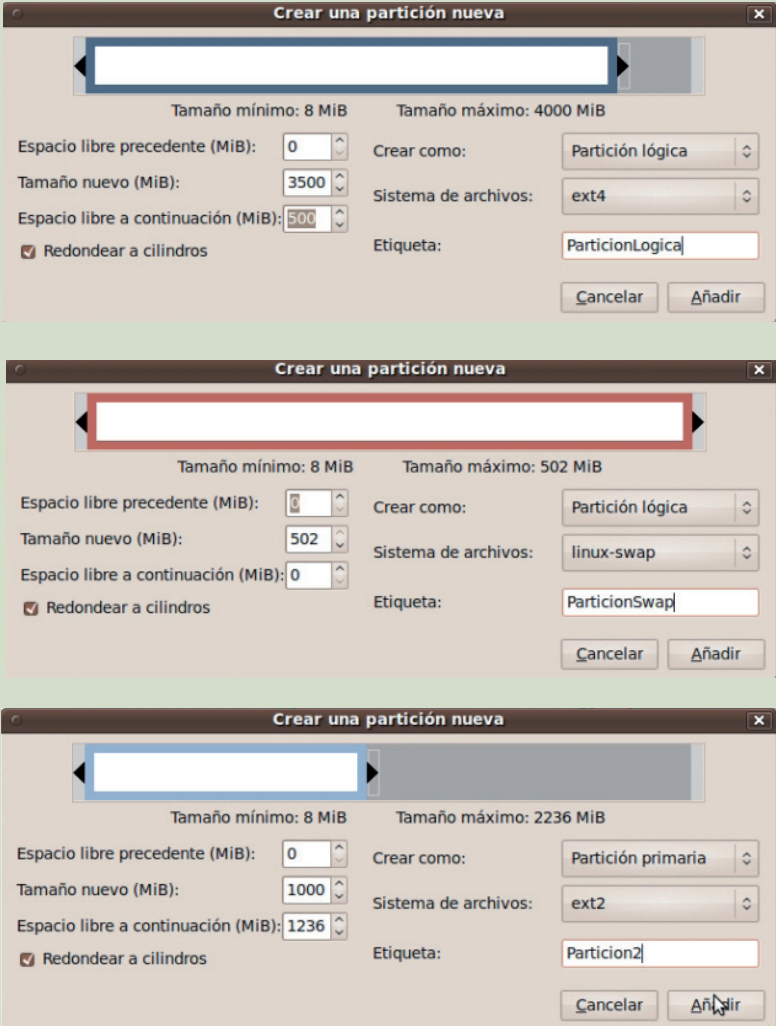 Crear una partición nueva
Tamaño mínimo: 8 MiB Tamaño máximo: 4000 MiB
Espacio libre precedente (MiB): 0 Crear como: Partición lógica
Tamaño nuevo (MiB): 3500 Sistema de archivos: ext4
Espacio libre a continuación (MiB): 500
Redondear a cilindros Etiqueta: ParticionLogica
Cancelar Añadir
Crear una partición nueva
Tamaño mínimo: 8 MiB Tamaño máximo: 502 MiB
Espacio libre precedente (MiB): 0 Crear como: Partición lógica
Tamaño nuevo (MiB): 502 Sistema de archivos: linux-swap
Espacio libre a continuación (MiB): 0
Redondear a cilindros Etiqueta: ParticionSwap
Cancelar Añadir
Crear una partición nueva
Tamaño mínimo: 8 MiB Tamaño máximo: 2236 MiB
Espacio libre precedente (MiB): 0 Crear como: Partición primaria
Tamaño nuevo (MiB): 1000 Sistema de archivos: ext2
Espacio libre a continuación (MiB): 1236
Redondear a cilindros Etiqueta: Particion2
Cancelar Añadir